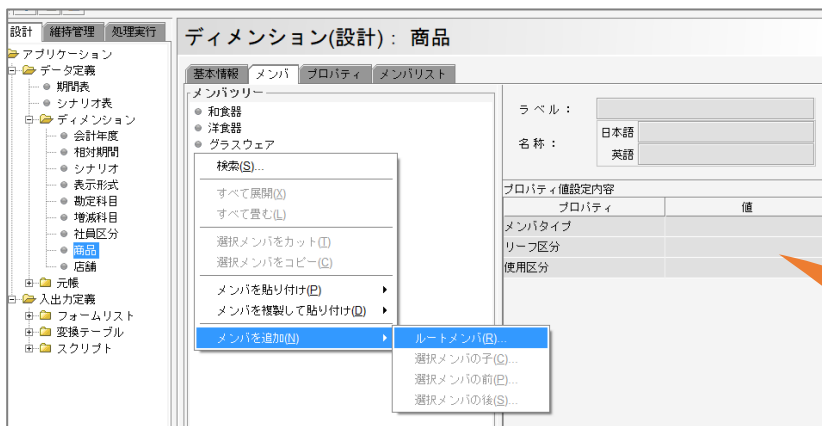 設計 維持管理 処理実行
アプリケーション
データ定義
期間表
シナリオ表
ディメンション
会計年度
相対期間
シナリオ
表示形式
勘定科目
増減科目
社員区分
商品
店舗
元帳
入出力定義
フォームリスト
変換テーブル
スクリプト
ディメンション(設計): 商品
基本情報 メンバ プロパティ メンバリスト
メンバツリー
和食器
洋食器
グラスウェア
検索(S)...
すべて展開(X)
すべて畳む(L)
選択メンバをカット(T)
選択メンバをコピー(C)
メンバを貼り付け(P)
メンバを複製して貼り付け(D)
メンバを追加(N)
ルートメンバ(R)...
選択メンバの子(C)...
選択メンバの前(P)...
選択メンバの後(S)...
ラベル:
名称: 日本語
英語
プロパティ値設定内容
プロパティ 値
メンバタイプ
リーフ区分
使用区分